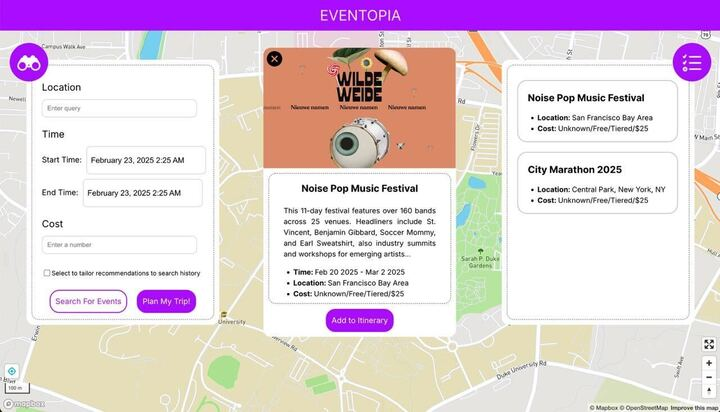 EVENTOPIA
Campus Walk Ave
Location
Enter query
Time
Start Time: February 23, 2025 2:25 AM
End Time: February 23, 2025 2:25 AM
Cost
Enter a number
Select to tailor recommendations to search history
Search For Events
Plan My Trip!
WILDE
WEIDE
Nieuwe namen
Nieuwe namen
Nieuwe namen
Noise Pop Music Festival
This 11-day festival features over 160 bands
across 25 venues. Headliners include St.
Vincent, Benjamin Gibbard, Soccer Mommy,
and Earl Sweatshirt, also industry summits
and workshops for emerging artists...
• Time: Feb 20 2025 - Mar 2 2025
• Location: San Francisco Bay Area
• Cost: Unknown/Free/Tiered/$25
Add to Itinerary
Flowers Dr
Sarah P. Duke
Gardens
Noise Pop Music Festival
• Location: San Francisco Bay Area
• Cost: Unknown/Free/Tiered/$25
City Marathon 2025
• Location: Central Park, New York, NY
• Cost: Unknown/Free/Tiered/$25
Newell
University
Duke University Rd
100 m
mapbox
© Mapbox © OpenStreetMap Improve this map